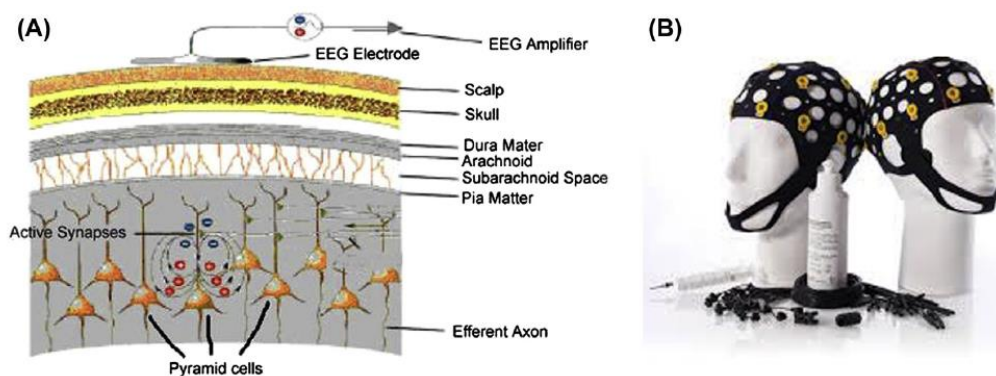 (A)
EEG Amplifier
EEG Electrode
Scalp
Skull
Dura Mater
Arachnoid
Subarachnoid Space
Pia Matter
Active Synapses
Efferent Axon
Pyramid cells
(B)